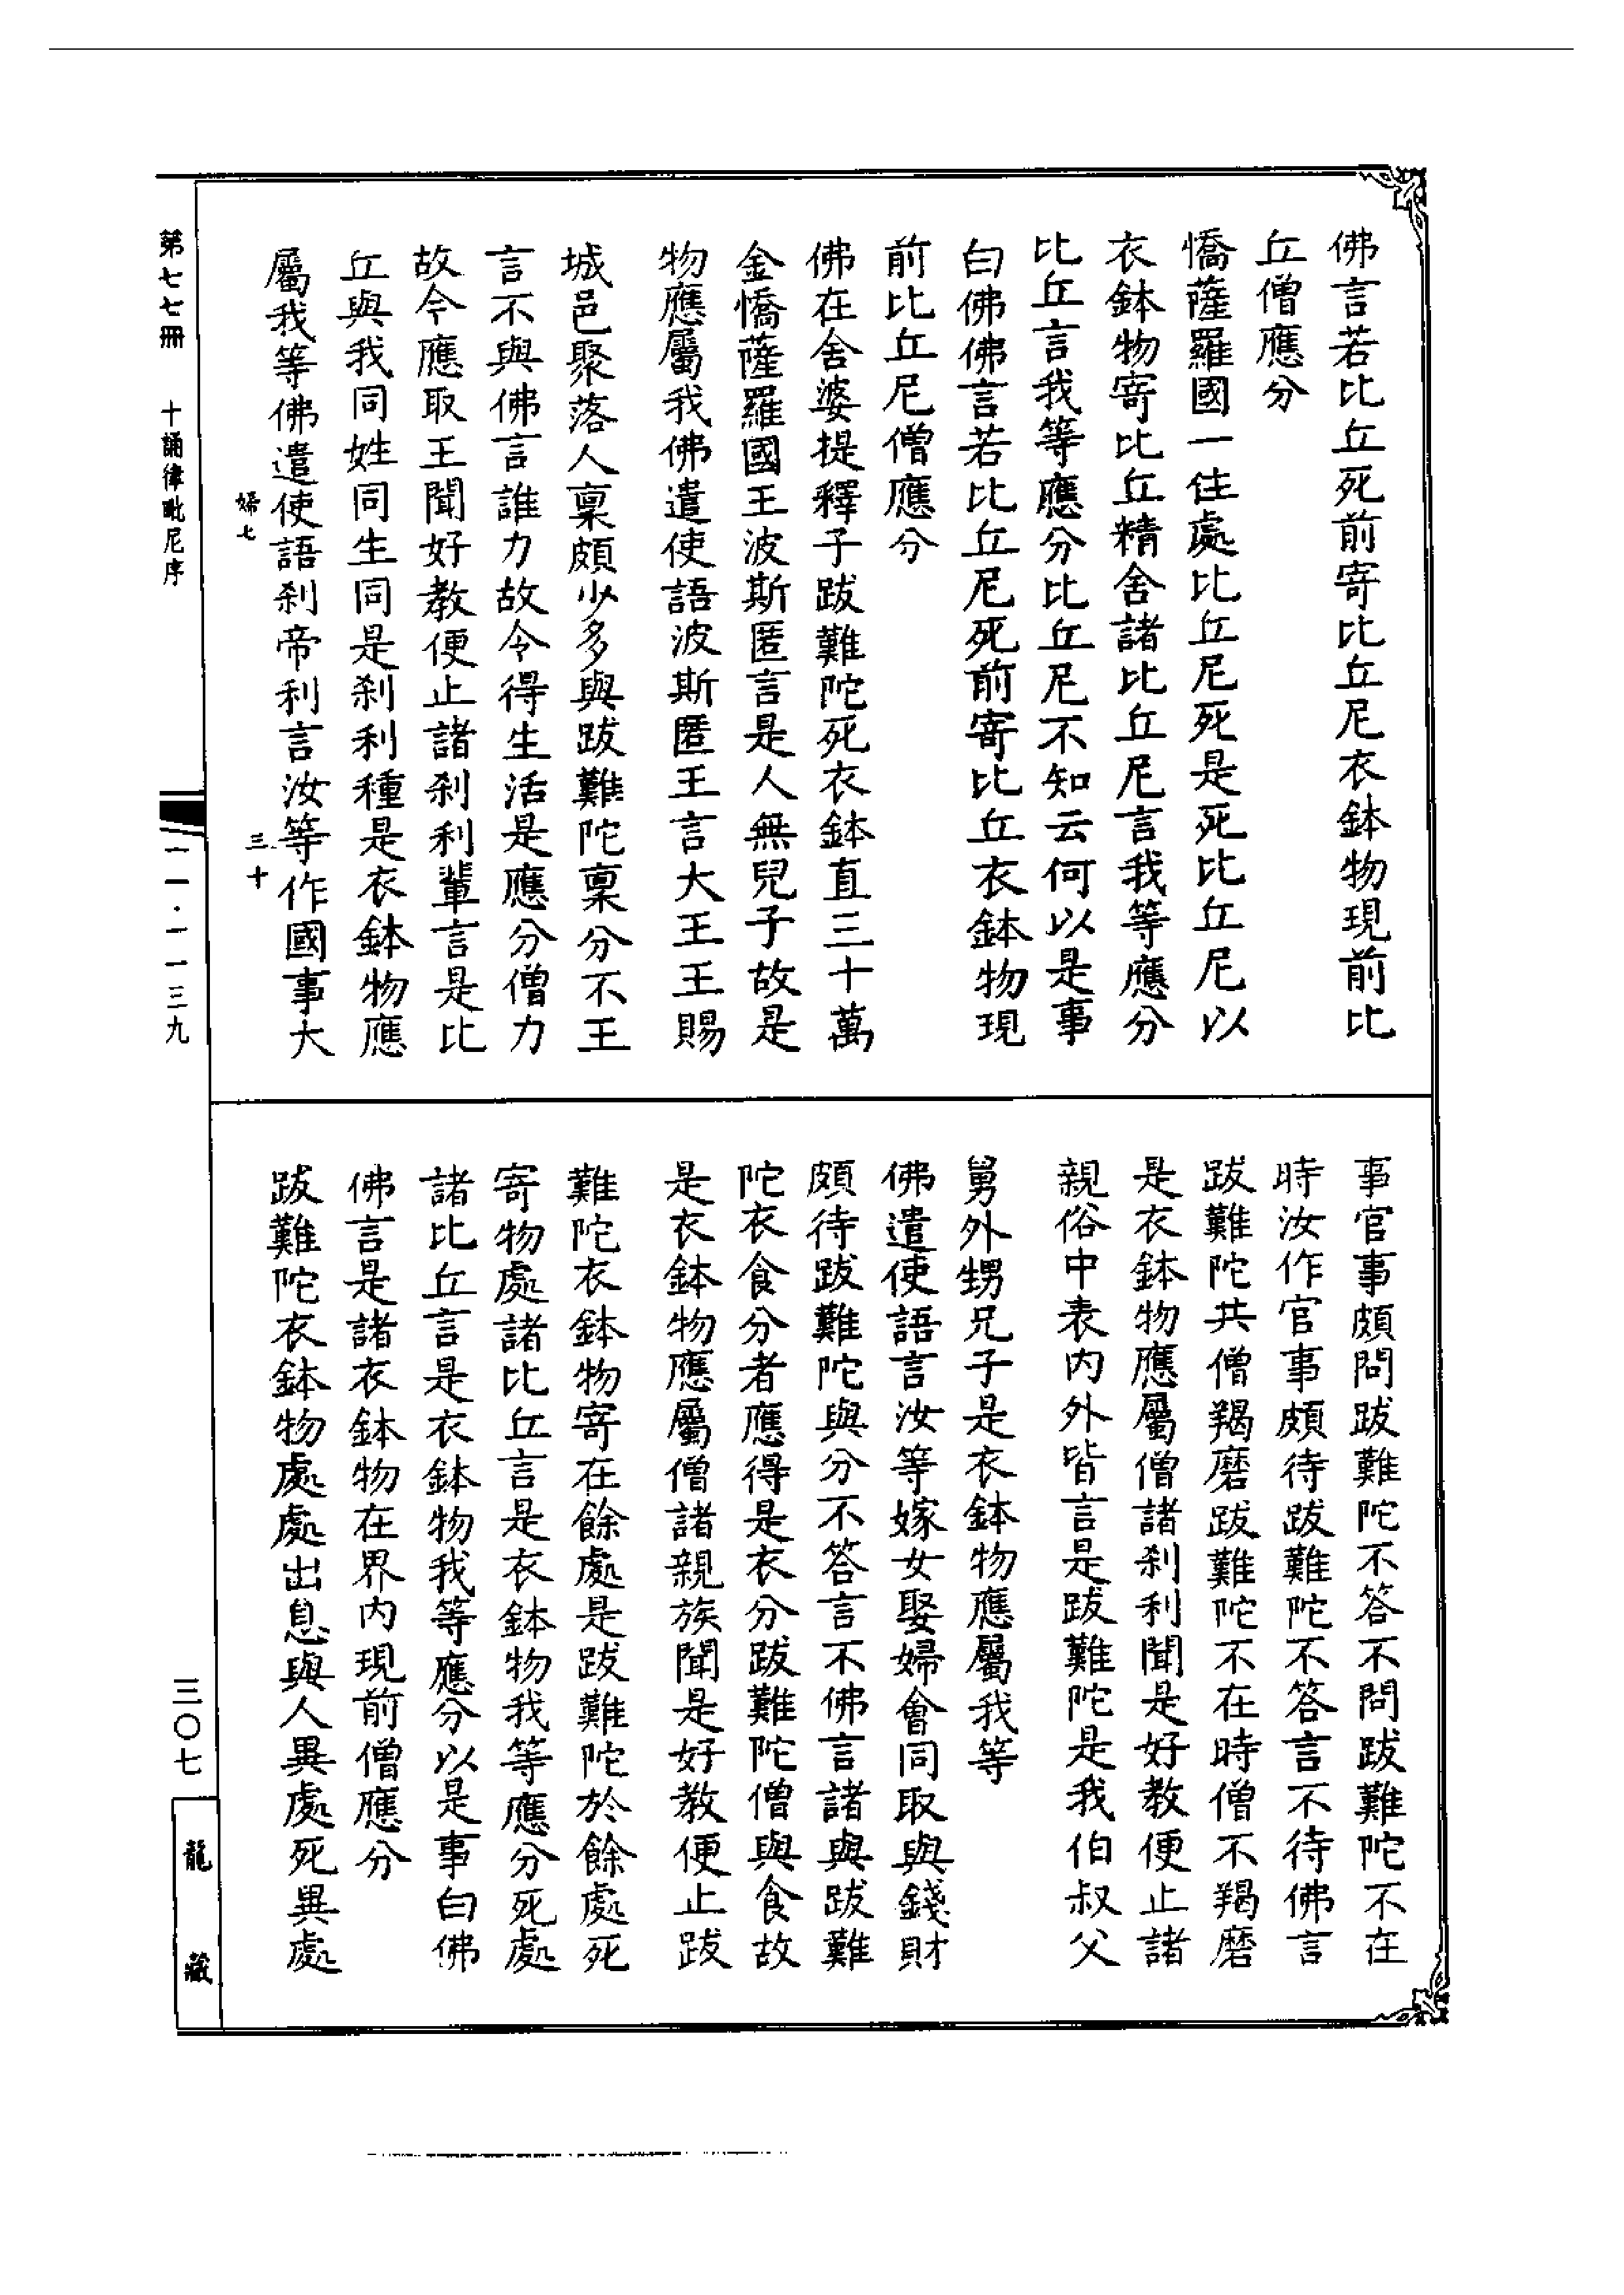 佛言若比丘死前寄比丘尼衣鉢物現前比
丘僧應分
憍薩羅國一住處比丘尼死是死比丘尼以
衣鉢物寄比丘精舍諸比丘尼言我等應分
比丘言我等應分比丘尼不知云何以是事
白佛佛言若比丘尼死前寄比丘衣鉢物現
前比丘尼僧應分
佛在舍婆提釋子跋難陀死衣鉢直三十萬
金憍薩羅國王波斯匿言是人無兒子故是
物應屬我佛遣使語波斯匿王言大王王賜
城邑聚落人稟頗少多與跋難陀稟分不王
言不與佛言誰力故令得生活是應分僧力
故今應取王聞好教便止諸刹利輩言是比
丘與我同姓同生同是刹利種是衣鉢物應
屬我等佛遣使語刹帝利言汝等作國事大
婦七
三十
事官事頗問跋難陀不答不問跋難陀不在
時汝作官事頗待跋難陀不答言不待佛言
跋難陀共僧羯磨跋難陀不在時僧不羯磨
是衣鉢物應屬僧諸刹利聞是好教便止諸
親俗中表内外皆言是跋難陀是我伯叔父
舅外甥兄子是衣鉢物應屬我等
佛遣使語言汝等嫁女娶婦會同取與錢財
頗待跋難陀與分不答言不佛言諸與跋難
陀衣食分者應得是衣分跋難陀僧與食故
是衣鉢物應屬僧諸親族聞是好教便止跋
難陀衣鉢物寄在餘處是跋難陀於餘處死
寄物處諸比丘言是衣鉢物我等應分死處
諸比丘言是衣鉢物我等應分以是事白佛
佛言是諸衣鉢物在界内現前僧應分
跋難陀衣鉢物處處出息與人異處死異處
第七七冊 十誦律毗尼序
一一·一一三九
三〇七
龍藏